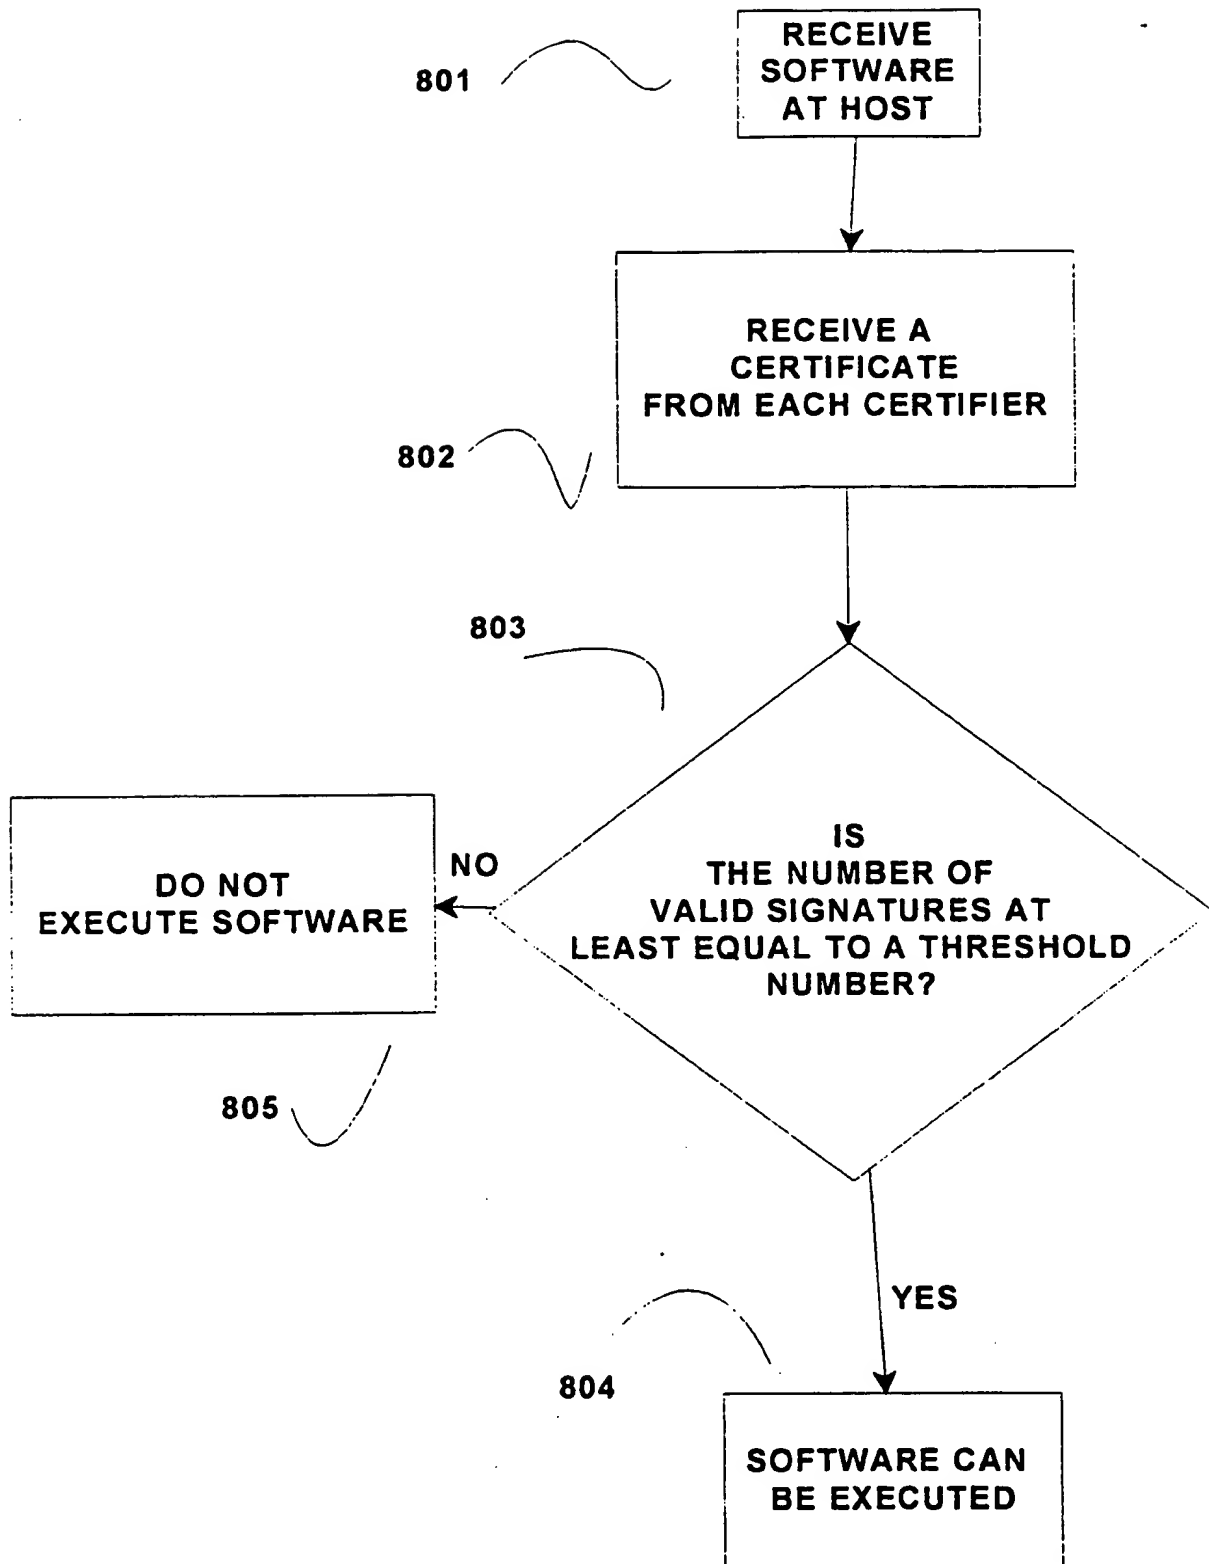 801
RECEIVE
SOFTWARE
AT HOST
RECEIVE A
CERTIFICATE
FROM EACH CERTIFIER
802
803
IS
THE NUMBER OF
VALID SIGNATURES AT
LEAST EQUAL TO A THRESHOLD
NUMBER?
NO
DO NOT
EXECUTE SOFTWARE
805
YES
804
SOFTWARE CAN
BE EXECUTED